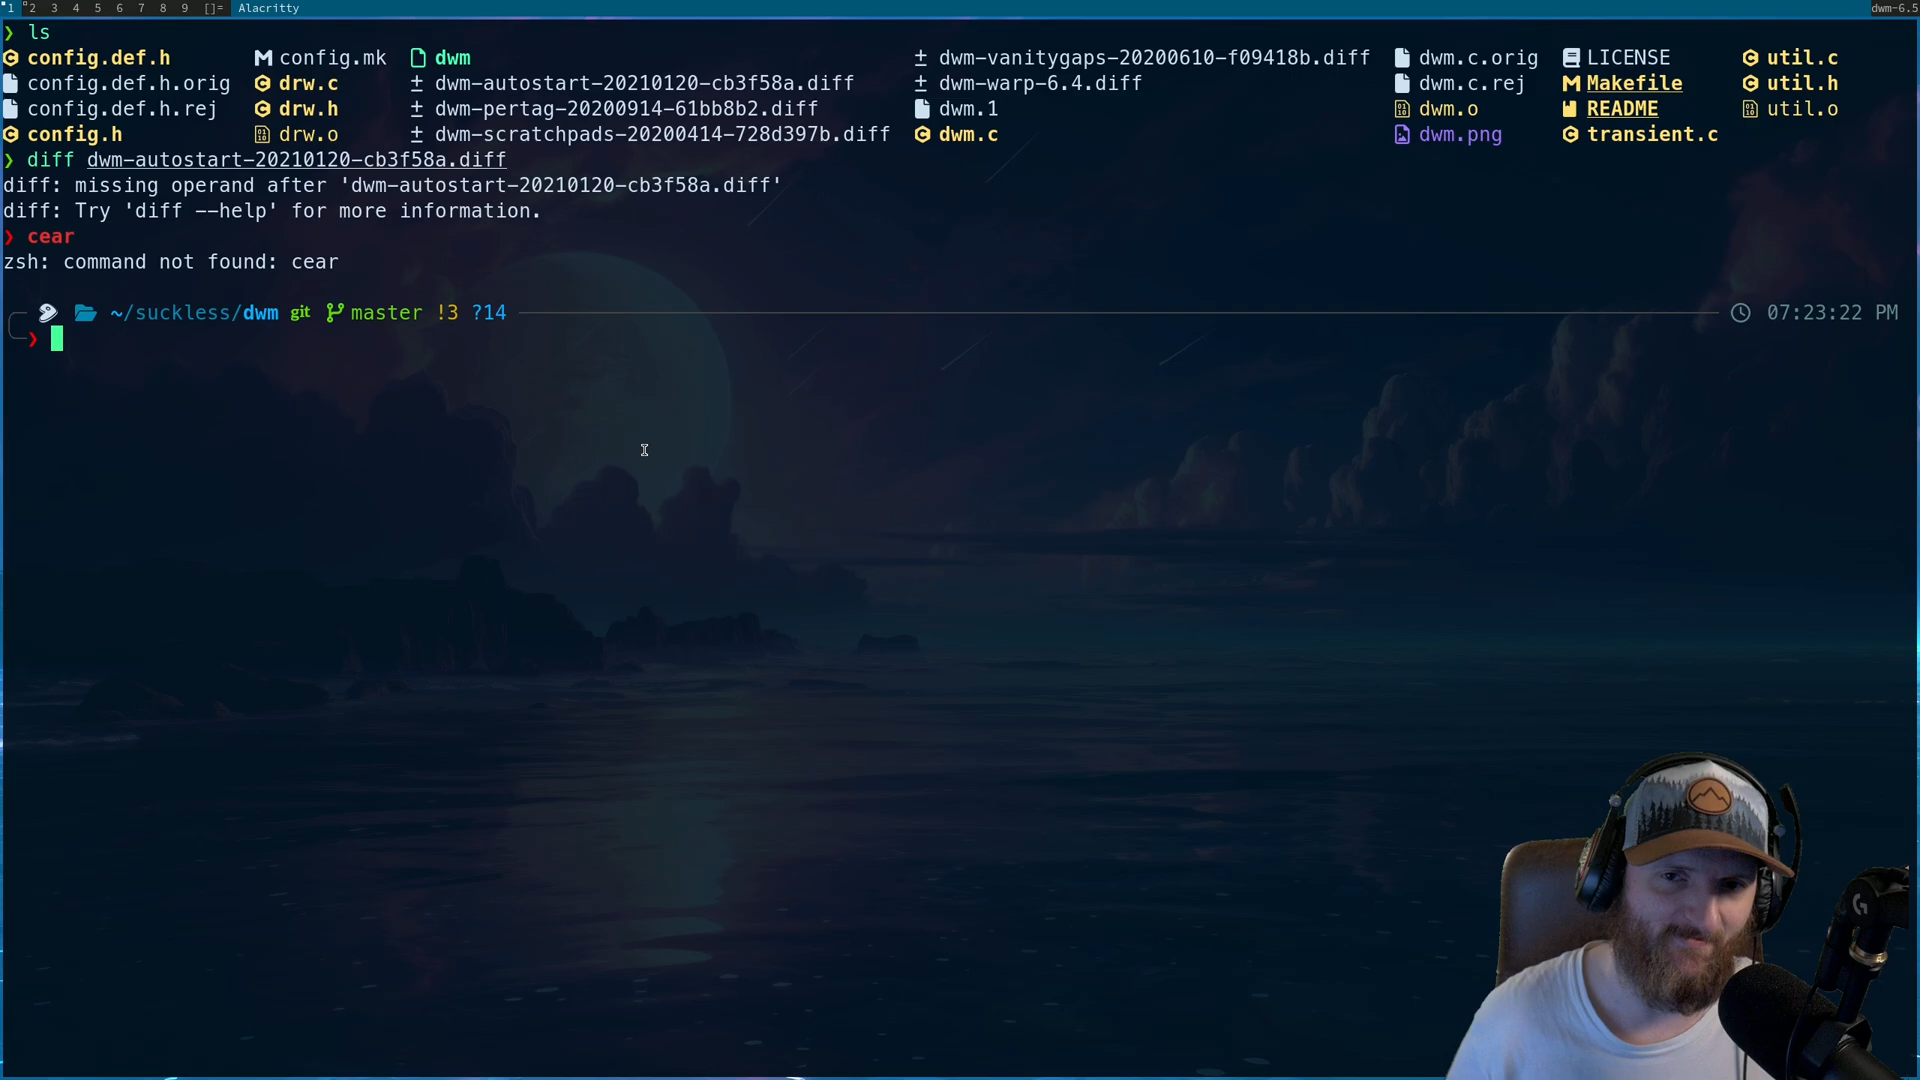 1 2 3 4 5 6 7 8 9 []= Alacritty dwm-6.5
❯ ls
config.def.h config.mk dwm dwm-vanitygaps-20200610-f09418b.diff dwm.c.orig LICENSE util.c
config.def.h.orig drw.c dwm-autostart-20210120-cb3f58a.diff dwm-warp-6.4.diff dwm.c.rej Makefile util.h
config.def.h.rej drw.h dwm-pertag-20200914-61bb8b2.diff dwm.1 dwm.o README util.o
config.h drw.o dwm-scratchpads-20200414-728d397b.diff dwm.c dwm.png transient.c
❯ diff dwm-autostart-20210120-cb3f58a.diff
diff: missing operand after 'dwm-autostart-20210120-cb3f58a.diff'
diff: Try 'diff --help' for more information.
❯ cear
zsh: command not found: cear
~/suckless/dwm git master !3 ?14 07:23:22 PM
❯